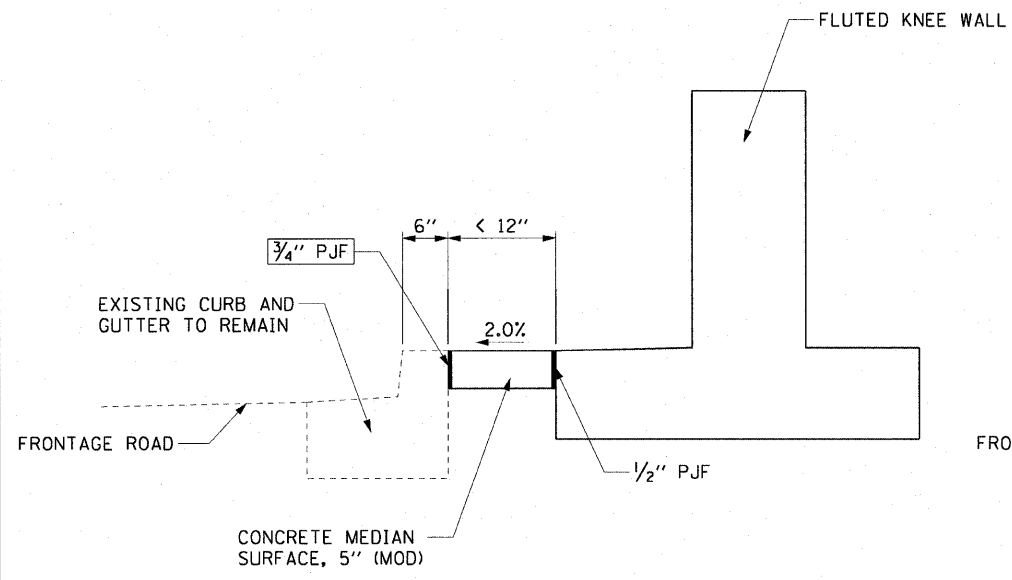 FLUTED KNEE WALL
6" < 12"
3/4" PJF
EXISTING CURB AND
GUTTER TO REMAIN
2.0%
FRONTAGE ROAD
FRO
1/2" PJF
CONCRETE MEDIAN
SURFACE, 5" (MOD)